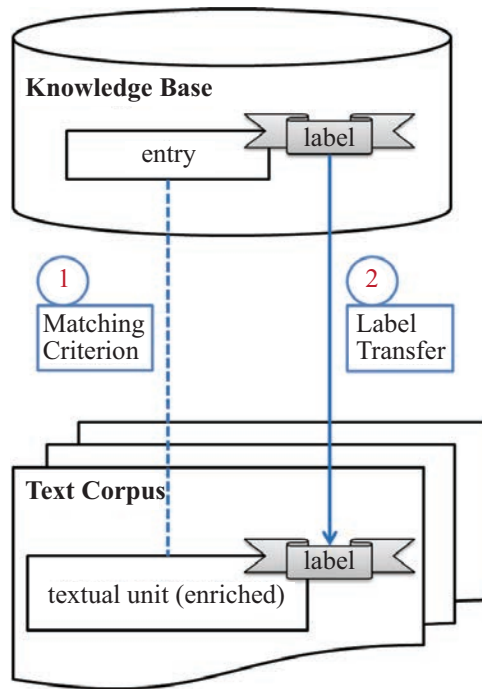 Knowledge Base
label
entry
1
Matching
Criterion
2
Label
Transfer
Text Corpus
label
textual unit (enriched)